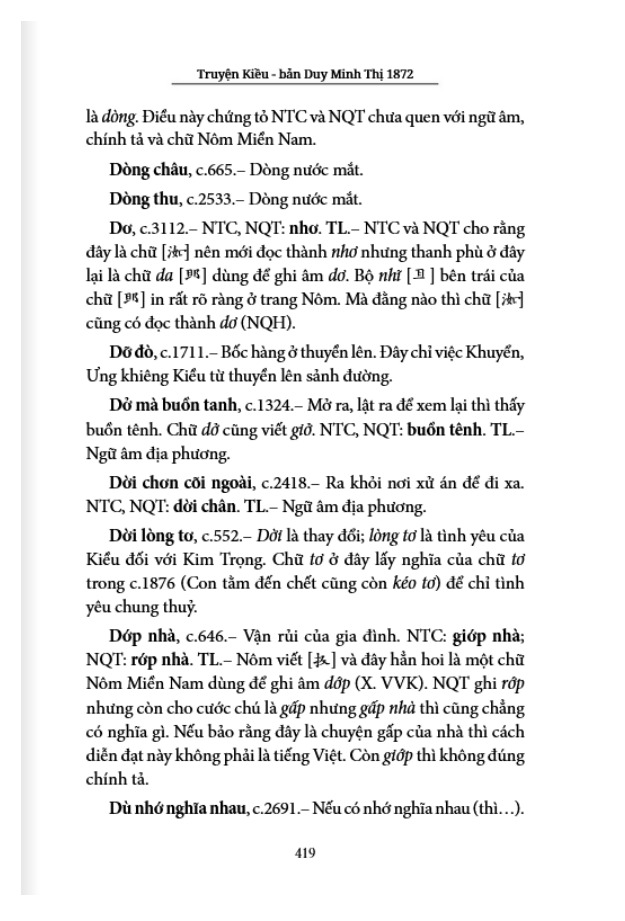 Truyện Kiều - bản Duy Minh Thị 1872
là dòng. Điều này chứng tỏ NTC và NQT chưa quen với ngữ âm,
chính tả và chữ Nôm Miền Nam.
Dòng châu, c.665.– Dòng nước mắt.
Dòng thu, c.2533.– Dòng nước mắt.
Dơ, c.3112.– NTC, NQT: nhơ. TL.– NTC và NQT cho rằng
đây là chữ [] nên mới đọc thành nhơ nhưng thanh phù ở đây
lại là chữ da [] dùng để ghi âm dơ. Bộ nhĩ [] bên trái của
chữ [] in rất rõ ràng ở trang Nôm. Mà đằng nào thì chữ []
cũng có đọc thành dơ (NQH).
Dỡ đò, c.1711.– Bốc hàng ở thuyền lên. Đây chỉ việc Khuyển,
Ưng khiêng Kiều từ thuyền lên sảnh đường.
Dở mà buồn tanh, c.1324.– Mở ra, lật ra để xem lại thì thấy
buồn tênh. Chữ dở cũng viết giở. NTC, NQT: buồn tênh. TL.–
Ngữ âm địa phương.
Dời chơn cõi ngoài, c.2418.– Ra khỏi nơi xử án để đi xa.
NTC, NQT: dời chân. TL.– Ngữ âm địa phương.
Dời lòng tơ, c.552.– Dời là thay đổi; lòng tơ là tình yêu của
Kiều đối với Kim Trọng. Chữ tơ ở đây lấy nghĩa của chữ tơ
trong c.1876 (Con tằm đến chết cũng còn kéo tơ) để chỉ tình
yêu chung thuỷ.
Dớp nhà, c.646.– Vận rủi của gia đình. NTC: giớp nhà;
NQT: rớp nhà. TL.– Nôm viết [] và đây hẳn hoi là một chữ
Nôm Miền Nam dùng để ghi âm dớp (X. VVK). NQT ghi rớp
nhưng còn cho cước chú là gấp nhưng gấp nhà thì cũng chẳng
có nghĩa gì. Nếu bảo rằng đây là chuyện gấp của nhà thì cách
diễn đạt này không phải là tiếng Việt. Còn giớp thì không đúng
chính tả.
Dù nhớ nghĩa nhau, c.2691.– Nếu có nhớ nghĩa nhau (thì…).
419